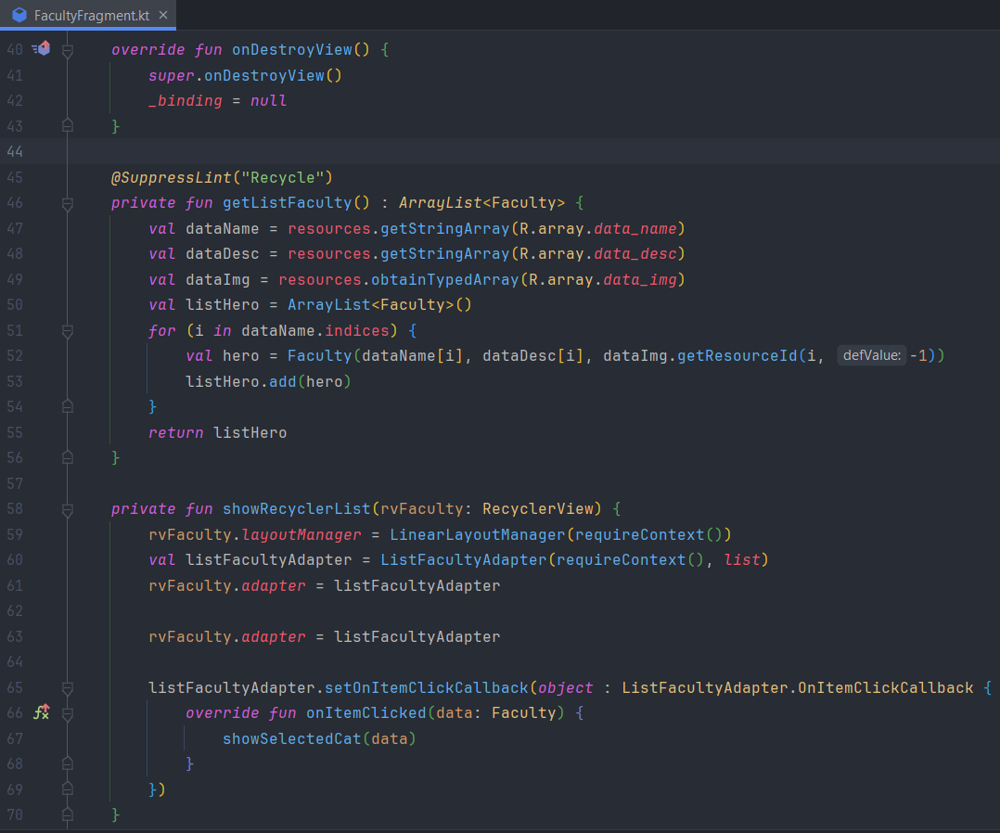 FacultyFragment.kt ×
40 override fun onDestroyView() {
41 super.onDestroyView()
42 _binding = null
43 }
44
45 @SuppressLint("Recycle")
46 private fun getListFaculty() : ArrayList<Faculty> {
47 val dataName = resources.getStringArray(R.array.data_name)
48 val dataDesc = resources.getStringArray(R.array.data_desc)
49 val dataImg = resources.obtainTypedArray(R.array.data_img)
50 val listHero = ArrayList<Faculty>()
51 for (i in dataName.indices) {
52 val hero = Faculty(dataName[i], dataDesc[i], dataImg.getResourceId(i, defValue: -1))
53 listHero.add(hero)
54 }
55 return listHero
56 }
57
58 private fun showRecyclerList(rvFaculty: RecyclerView) {
59 rvFaculty.layoutManager = LinearLayoutManager(requireContext())
60 val listFacultyAdapter = ListFacultyAdapter(requireContext(), list)
61 rvFaculty.adapter = listFacultyAdapter
62
63 rvFaculty.adapter = listFacultyAdapter
64
65 listFacultyAdapter.setOnItemClickCallback(object : ListFacultyAdapter.OnItemClickCallback {
66 override fun onItemClicked(data: Faculty) {
67 showSelectedCat(data)
68 }
69 })
70 }